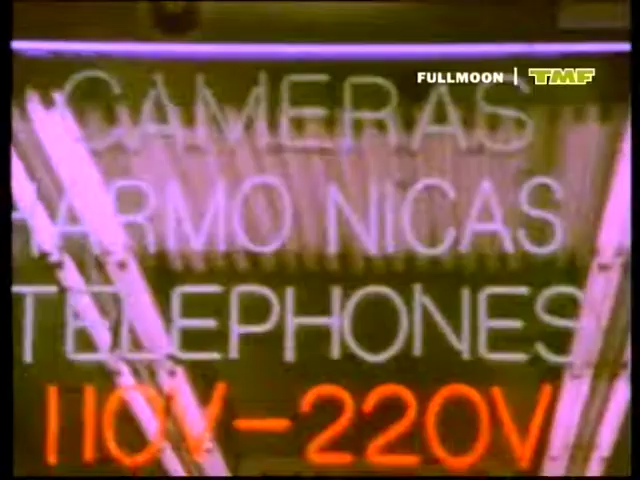 FULLMOON | TMF
CAMERAS
HARMONICAS
TELEPHONES
110V-220V